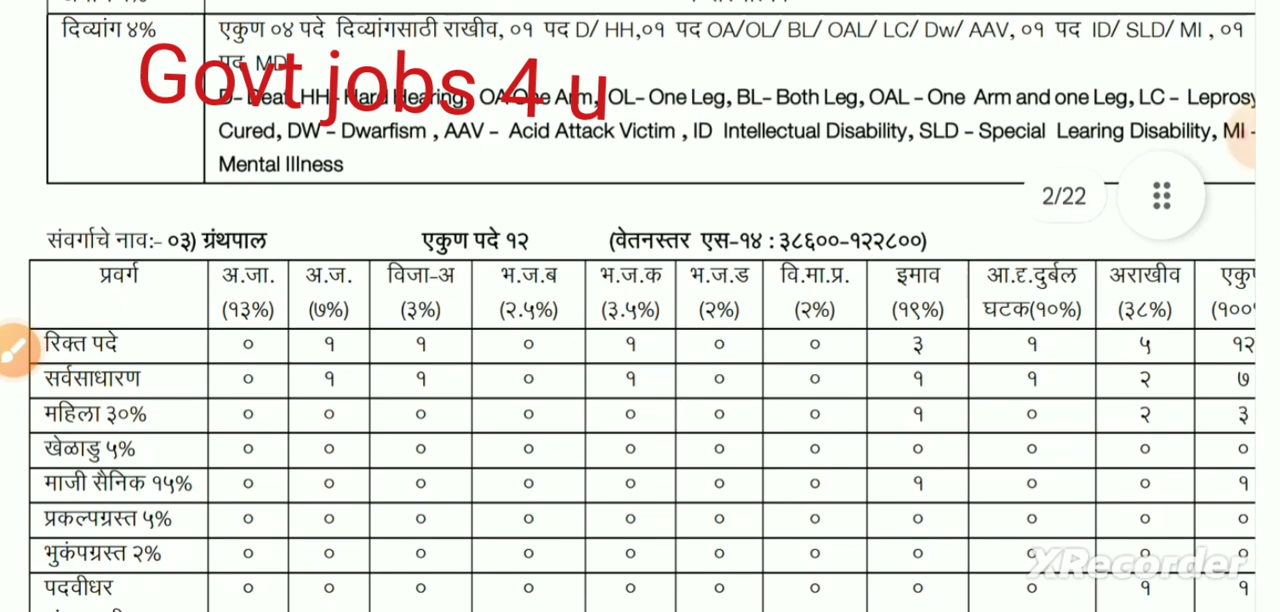 दिव्यांग ४% एकुण ०४ पदे दिव्यांगसाठी राखीव, ०१ पद D/ HH,०१ पद OA/OL/ BL/ OAL/ LC/ Dw/ AAV, ०१ पद ID/ SLD/ MI , ०१
पद MD
Govt jobs 4 u
D- Deaf, HH- Hard Hearing, OA-One Arm, OL- One Leg, BL- Both Leg, OAL - One Arm and one Leg, LC - Leprosy
Cured, DW - Dwarfism , AAV - Acid Attack Victim , ID Intellectual Disability, SLD - Special Learing Disability, MI -
Mental Illness
2/22
संवर्गाचे नाव:- ०३) ग्रंथपाल एकुण पदे १२ (वेतनस्तर एस-१४ : ३८६००-१२२८००)
प्रवर्ग अ.जा. अ.ज. विजा-अ भ.ज.ब भ.ज.क भ.ज.ड वि.मा.प्र. इमाव आ.दृ.दुर्बल अराखीव
(१३%) (७%) (३%) (२.५%) (३.५%) (२%) (२%) (१९%) घटक(१०%) (३८%)
रिक्त पदे ० १ १ ० १ ० ० ३ १ ५ १२
सर्वसाधारण ० १ १ ० १ ० ० १ १ २ ७
महिला ३०% ० ० ० ० ० ० ० १ ० २ ३
खेळाडु ५% ० ० ० ० ० ० ० ० ० ० ०
माजी सैनिक १५% ० ० ० ० ० ० ० १ ० ० १
प्रकल्पग्रस्त ५% ० ० ० ० ० ० ० ० ० ० ०
भुकंपग्रस्त २% ० ० ० ० ० ० ० ० ० ० ०
XRecorder
पदवीधर ० ० ० ० ० ० ० ० ० १ १